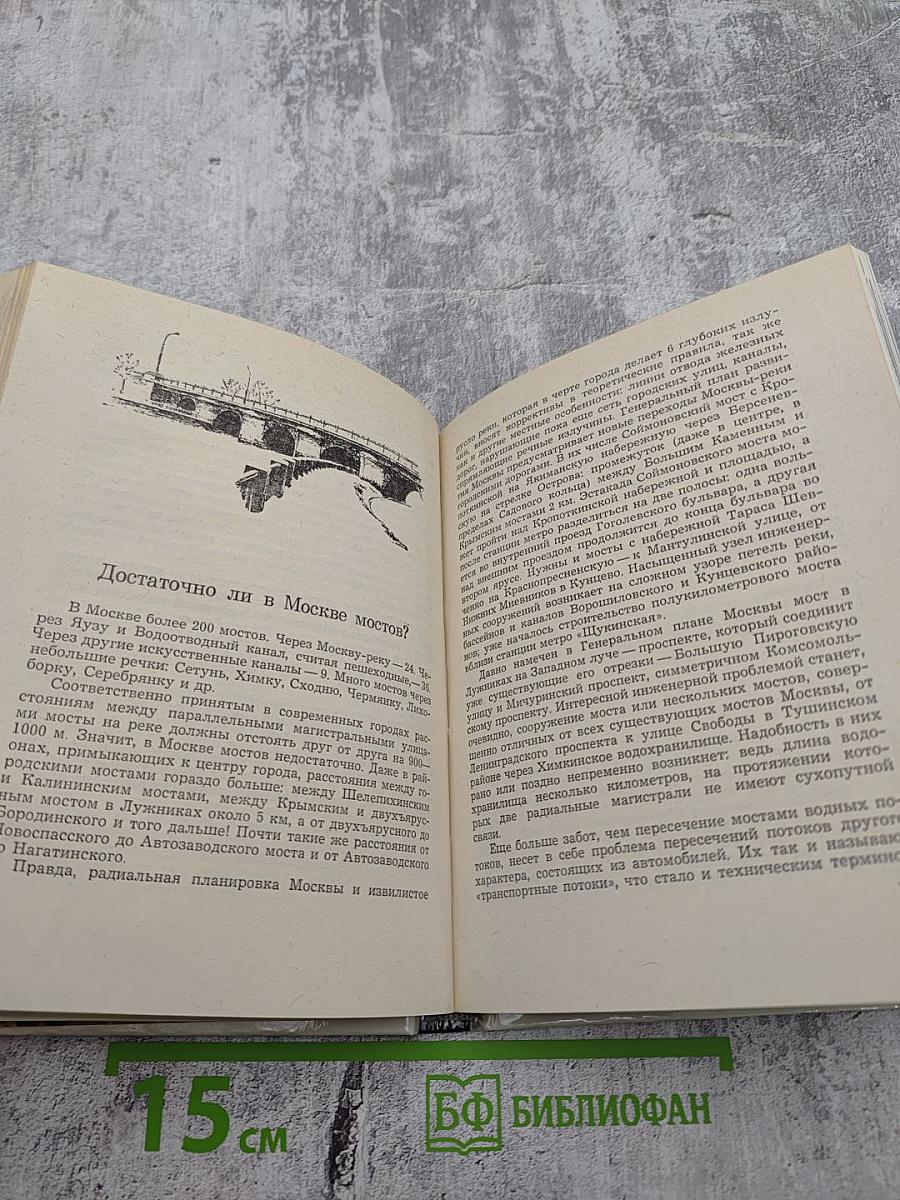 Достаточно ли в Москве мостов?
В Москве более 200 мостов. Через Москву-реку — 24. Че-
рез Яузу и Водоотводный канал, считая пешеходные,— 36.
Через другие искусственные каналы — 9. Много мостов через
небольшие речки: Сетунь, Химку, Сходню, Чермянку, Лихо-
борку, Серебрянку и др.
Соответственно принятым в современных городах рас-
стояниям между параллельными магистральными улица-
ми мосты на реке должны отстоять друг от друга на 900—
1000 м. Значит, в Москве мостов недостаточно. Даже в рай-
онах, примыкающих к центру города, расстояния между го-
родскими мостами гораздо больше: между Шелепихинским
и Калининским мостами, между Крымским и двухъярус-
ным мостом в Лужниках около 5 км, а от двухъярусного до
Бородинского и того дальше! Почти такие же расстояния от
Новоспасского до Автозаводского моста и от Автозаводского
о Нагатинского.
Правда, радиальная планировка Москвы и извилистое
русло реки, которая в черте города делает 6 глубоких излу-
чин, вносят коррективы в теоретические правила, так же
как и другие местные особенности: линии отвода железных
дорог, нарушающие пока еще сеть городских улиц, каналы,
спрямляющие речные излучины. Генеральный план разви-
тия Москвы предусматривает новые переходы Москвы-реки
городскими дорогами. В их числе Соймоновский мост с Кро-
поткинской на Якиманскую набережную через Берсенев-
скую на стрелке Острова: промежуток (даже в центре, в
пределах Садового кольца) между Большим Каменным и
Крымским мостами 2 км. Эстакада Соймоновского моста мо-
жет пройти над Кропоткинской набережной и площадью, а
после станции метро разделиться на две полосы: одна воль-
ется во внутренний проезд Гоголевского бульвара, а другая
над внешним проездом продолжится до конца бульвара во
втором ярусе. Нужны и мосты с набережной Тараса Шев-
ченко на Краснопресненскую — к Мантулинской улице, от
Нижних Мневников в Кунцево. Насыщенный узел инженер-
ных сооружений возникает на сложном узоре петель реки,
бассейнов и каналов Ворошиловского и Кунцевского райо-
нов; уже началось строительство полукилометрового моста
вблизи станции метро «Щукинская».
Давно намечен в Генеральном плане Москвы мост в
Лужниках на Западном луче — проспекте, который соединит
уже существующие его отрезки — Большую Пироговскую
улицу и Мичуринский проспект, симметричном Комсомоль-
скому проспекту. Интересной инженерной проблемой станет,
очевидно, сооружение моста или нескольких мостов, совер-
шенно отличных от всех существующих мостов Москвы, от
Ленинградского проспекта к улице Свободы в Тушинском
районе через Химкинское водохранилище. Надобность в них
рано или поздно непременно возникнет: ведь длина водо-
хранилища несколько километров, на протяжении кото-
рых две радиальные магистрали не имеют сухопутной
связи.
Еще больше забот, чем пересечение мостами водных по-
токов, несет в себе проблема пересечений потоков другого
характера, состоящих из автомобилей. Их так и называю
«транспортные потоки», что стало и техническим термино
15 см
БФ БИБЛИОФАН